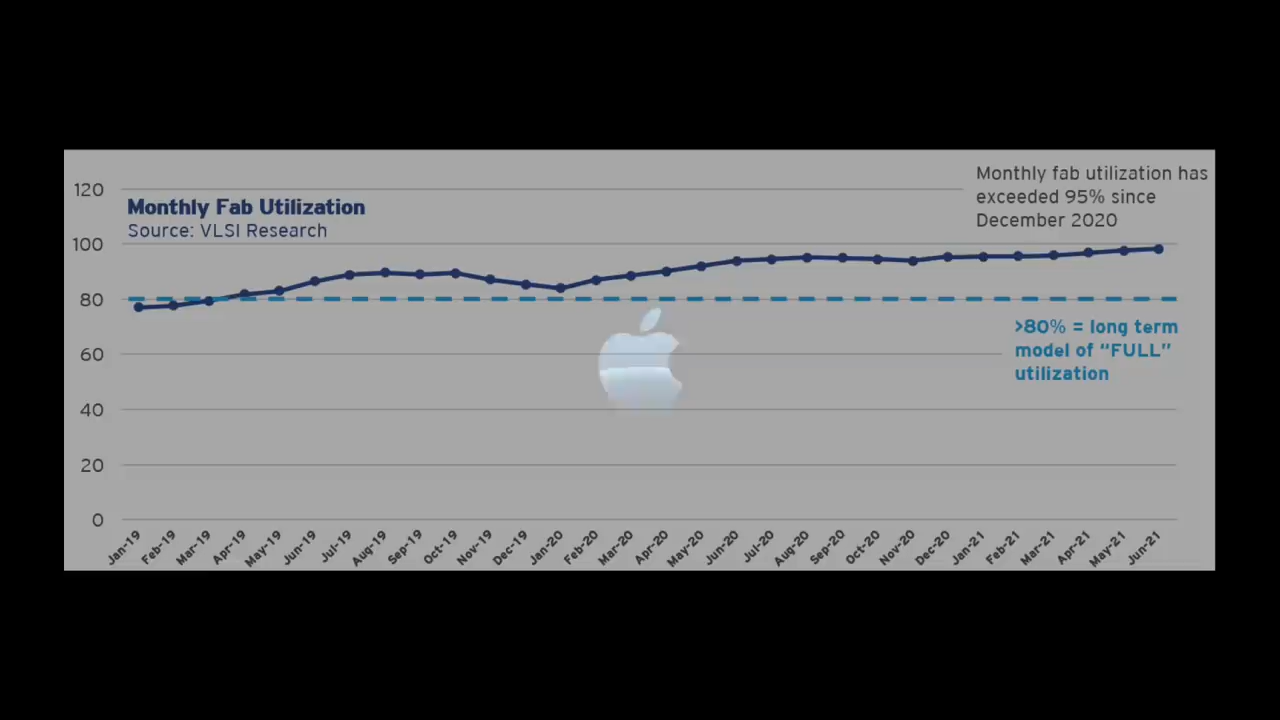 Monthly fab utilization has
exceeded 95% since
December 2020
120
Monthly Fab Utilization
Source: VLSI Research
100
80
>80% = long term
model of “FULL”
utilization
60
40
20
0
Jan-19 Feb-19 Mar-19 Apr-19 May-19 Jun-19 Jul-19 Aug-19 Sep-19 Oct-19 Nov-19 Dec-19 Jan-20 Feb-20 Mar-20 Apr-20 May-20 Jun-20 Jul-20 Aug-20 Sep-20 Oct-20 Nov-20 Dec-20 Jan-21 Feb-21 Mar-21 Apr-21 May-21 Jun-21